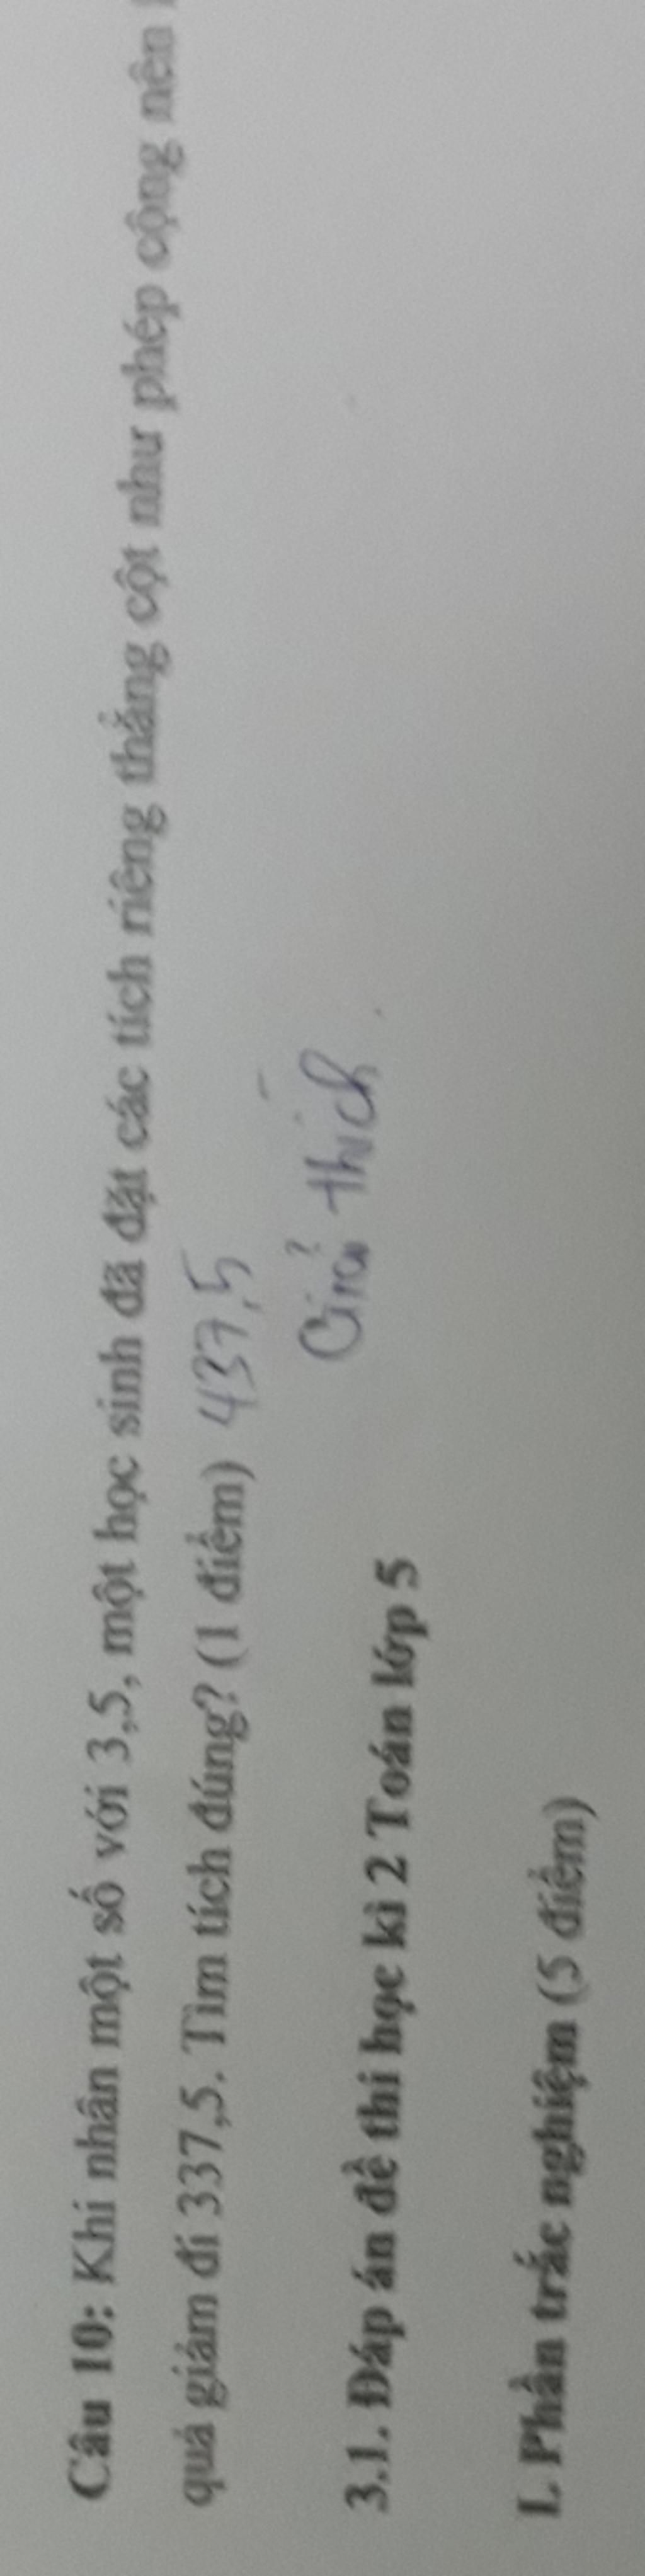 Câu 10: Khi nhân một số với 3,5, một học sinh đã đặt các tích riêng thẳng cột như phép cộng nên
quả giảm đi 337,5. Tìm tích đúng? (1 điểm) 437,5
Giải thích.
3.1. Đáp án đề thi học kì 2 Toán lớp 5
I. Phần trắc nghiệm (5 điểm)